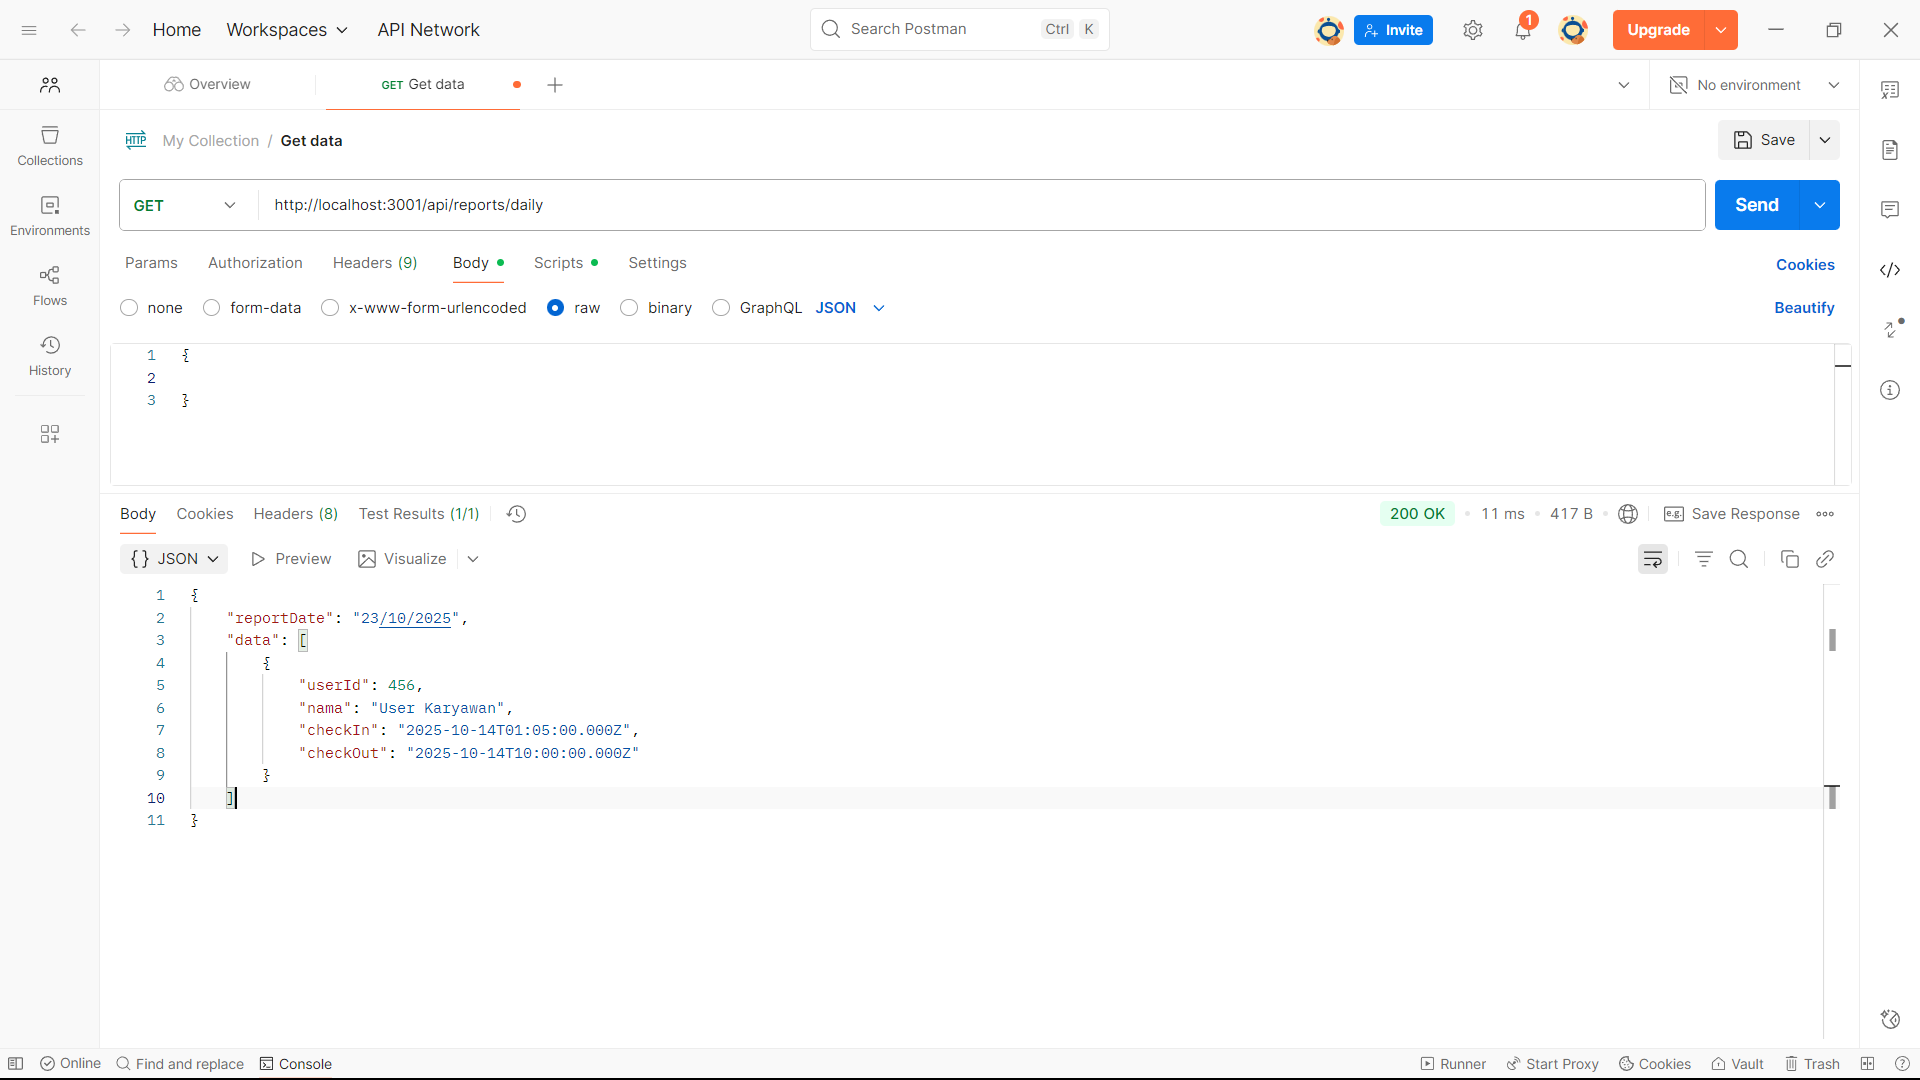 Home Workspaces API Network Search Postman Ctrl K Invite 1 Upgrade
Overview GET Get data No environment
HTTP My Collection / Get data Save
Collections
GET http://localhost:3001/api/reports/daily Send
Environments
Params Authorization Headers (9) Body Scripts Settings Cookies
Flows
none form-data x-www-form-urlencoded raw binary GraphQL JSON Beautify
History
1 {
2
3 }
Body Cookies Headers (8) Test Results (1/1) 200 OK 11 ms 417 B e.g. Save Response
{} JSON Preview Visualize
1 {
2 "reportDate": "23/10/2025",
3 "data": [
4 {
5 "userId": 456,
6 "nama": "User Karyawan",
7 "checkIn": "2025-10-14T01:05:00.000Z",
8 "checkOut": "2025-10-14T10:00:00.000Z"
9 }
10 ]
11 }
Online Find and replace Console Runner Start Proxy Cookies Vault Trash